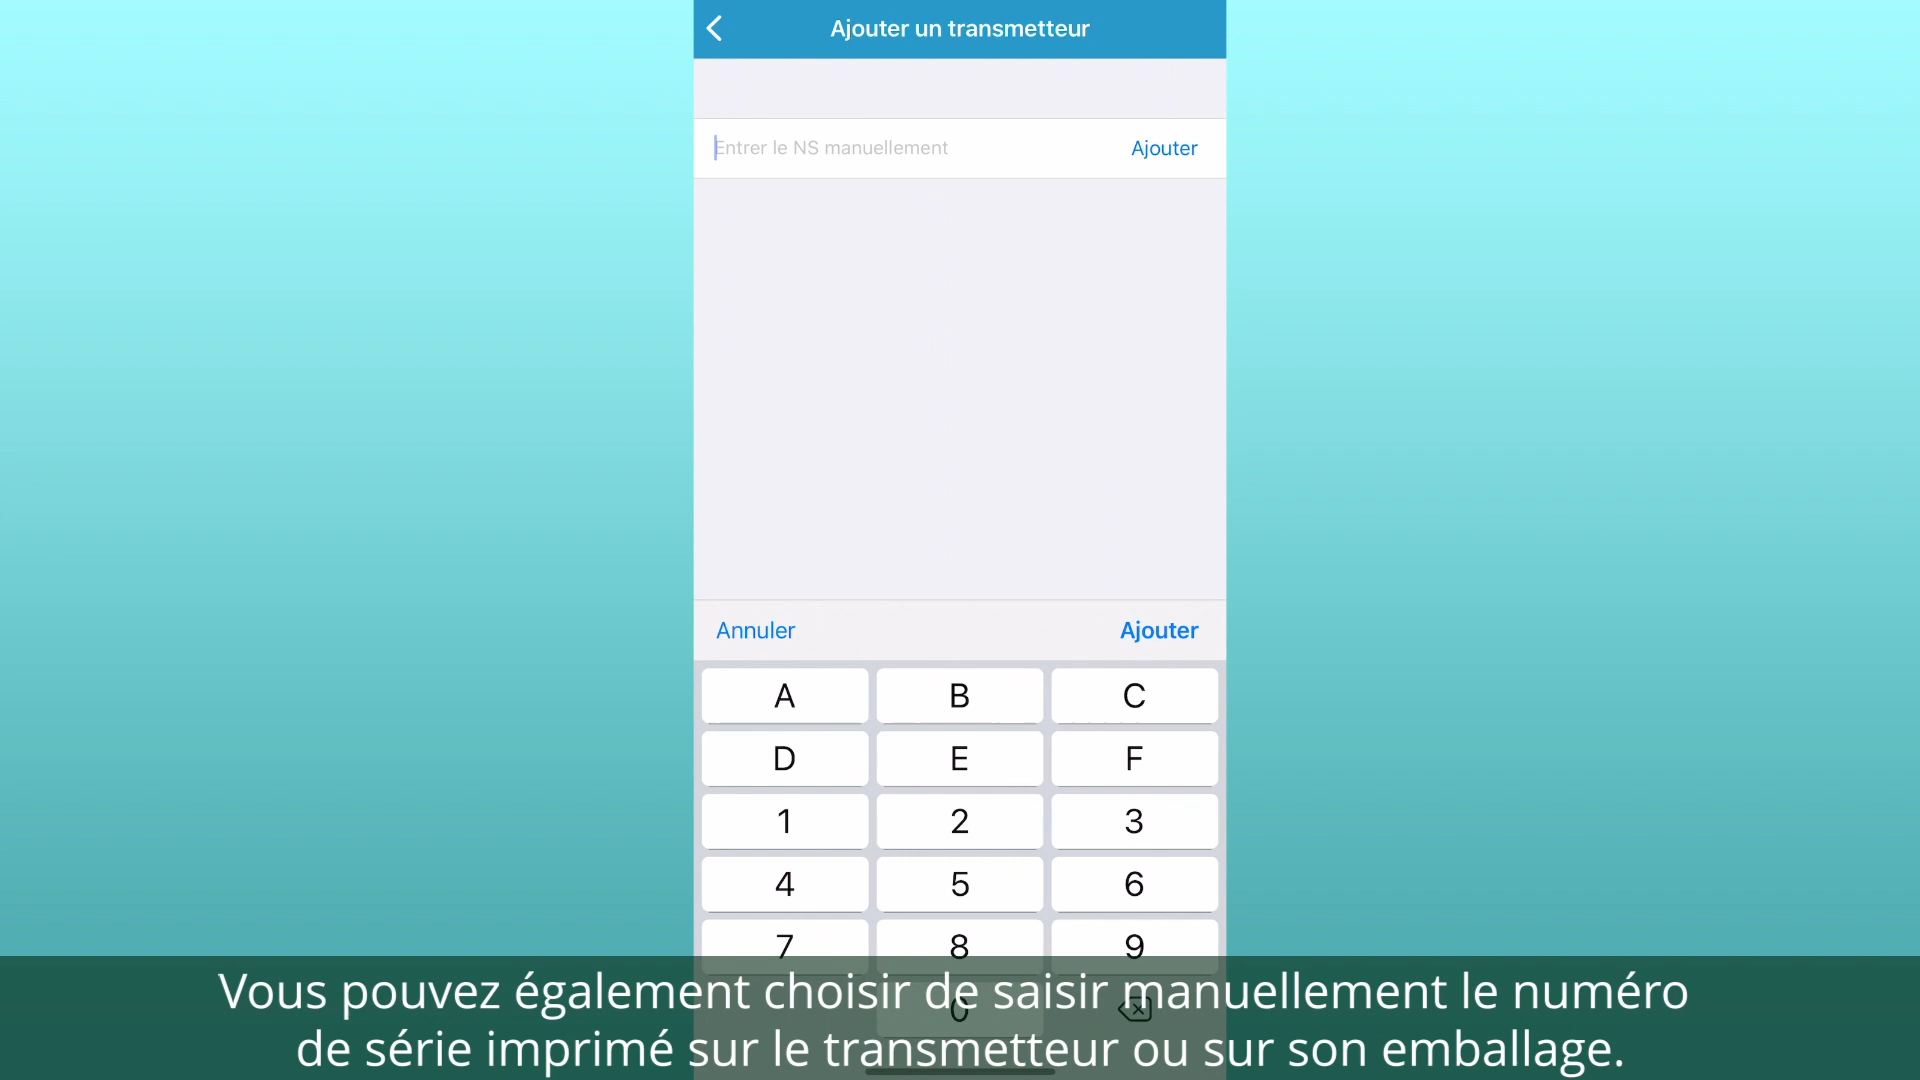 Ajouter un transmetteur
Entrer le NS manuellement
Ajouter
Annuler
Ajouter
A
B
C
D
E
F
1
2
3
4
5
6
7
8
9
0
Vous pouvez également choisir de saisir manuellement le numéro
de série imprimé sur le transmetteur ou sur son emballage.